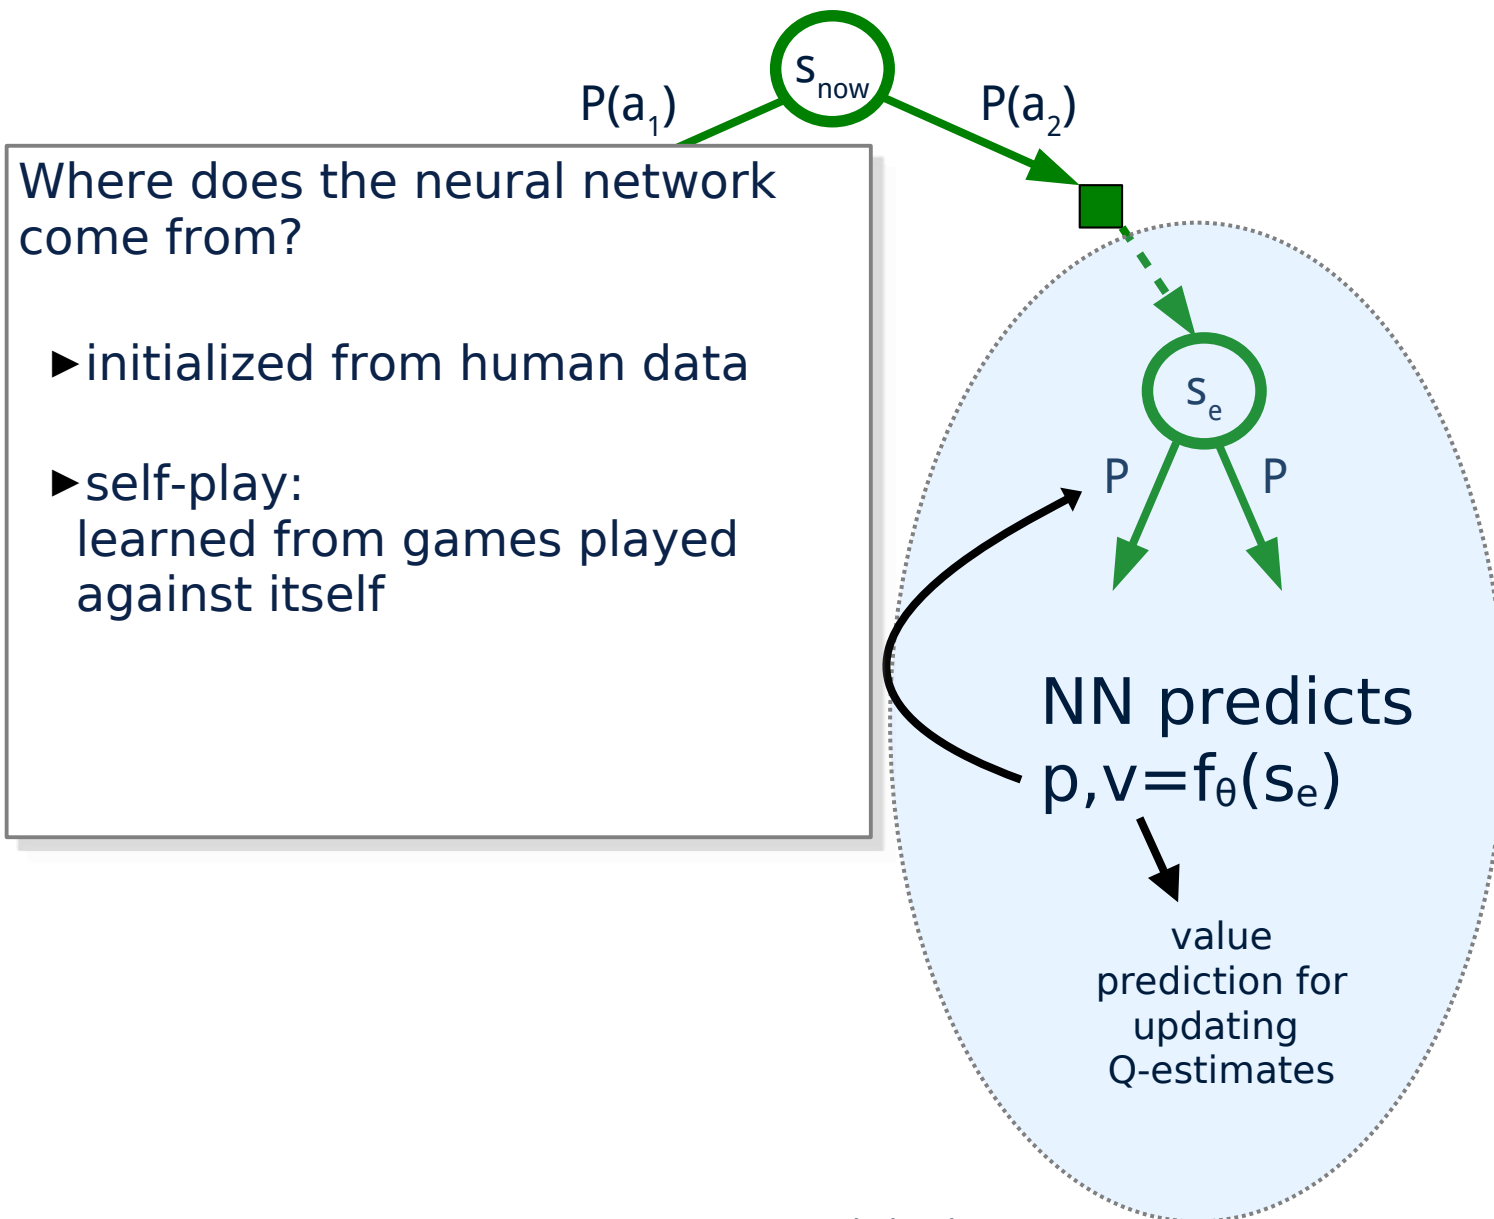 s_now
P(a_1)
P(a_2)
Where does the neural network
come from?
►initialized from human data
►self-play:
learned from games played
against itself
s_e
P
P
NN predicts
p,v=f_θ(s_e)
value
prediction for
updating
Q-estimates